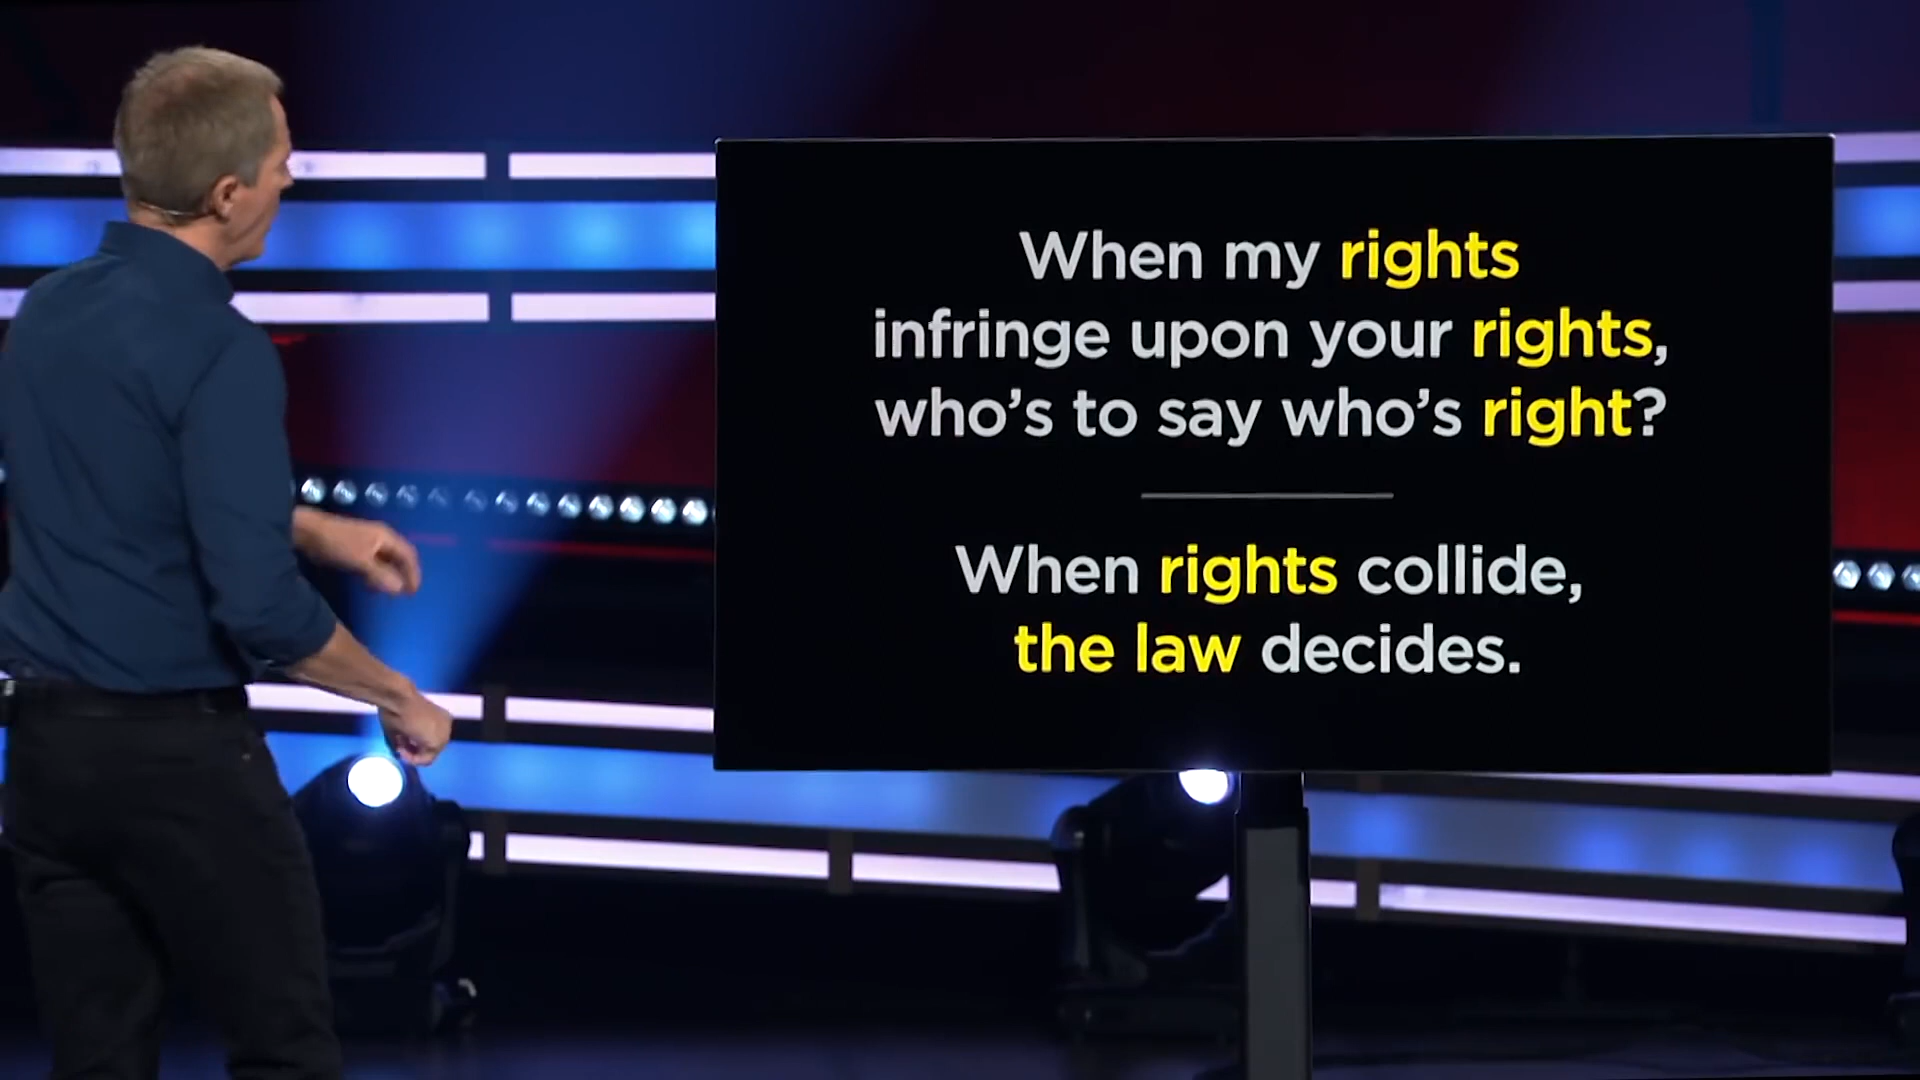 When my rights
infringe upon your rights,
who's to say who's right?
When rights collide,
the law decides.